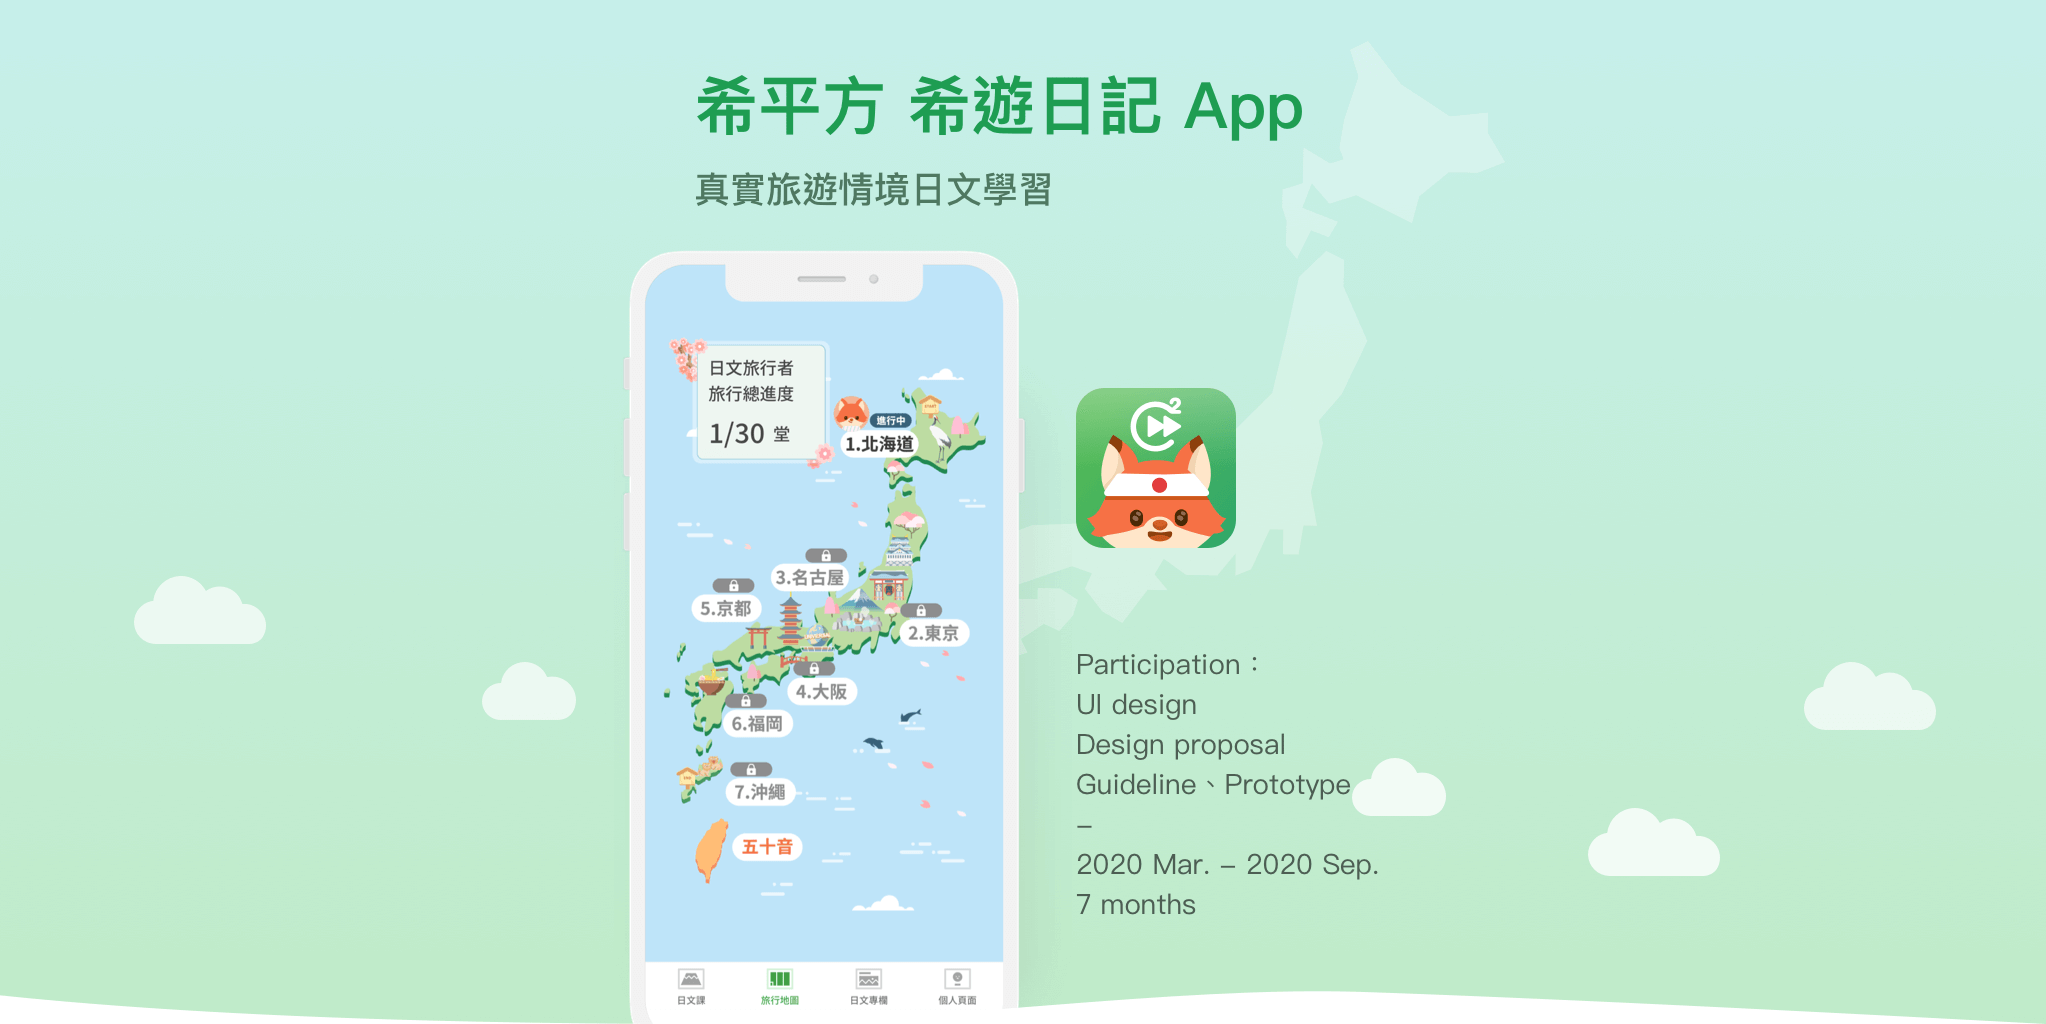 希平方 希遊日記 App
真實旅遊情境日文學習
日文旅行者
旅行總進度
1/30 堂
進行中
1.北海道
3.名古屋
5.京都
2.東京
4.大阪
6.福岡
7.沖繩
五十音
日文課
旅行地圖
日文專欄
個人頁面
2
Participation：
UI design
Design proposal
Guideline、Prototype
–
2020 Mar. – 2020 Sep.
7 months